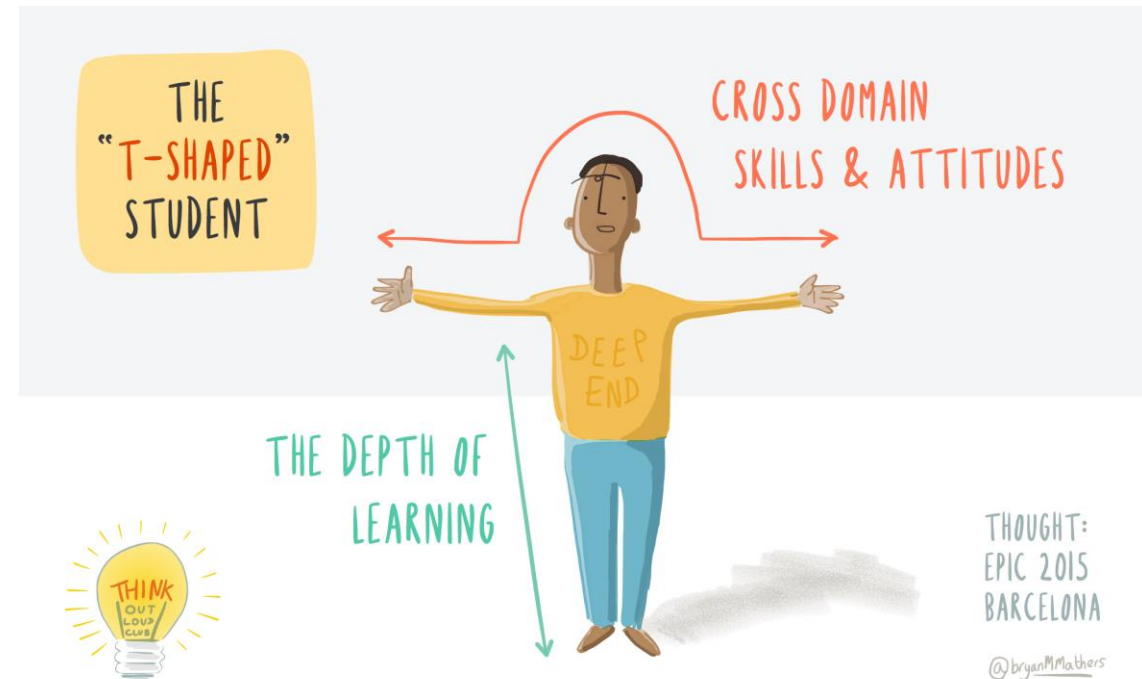 THE
"T-SHAPED"
STUDENT
CROSS DOMAIN
SKILLS & ATTITUDES
DEEP
END
THE DEPTH OF
LEARNING
THINK
OUT
LOUD
CLUB
THOUGHT:
EPIC 2015
BARCELONA
@bryanMMathers